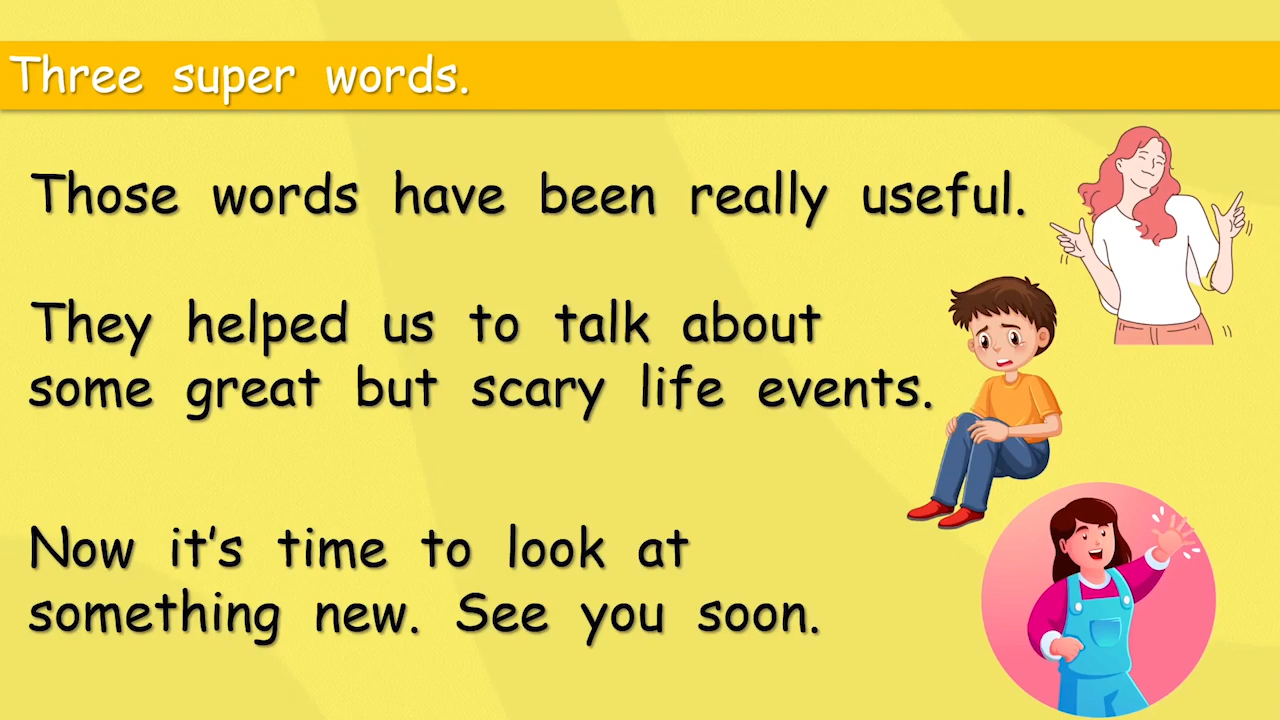 Three super words.
Those words have been really useful.
They helped us to talk about
some great but scary life events.
Now it's time to look at
something new. See you soon.